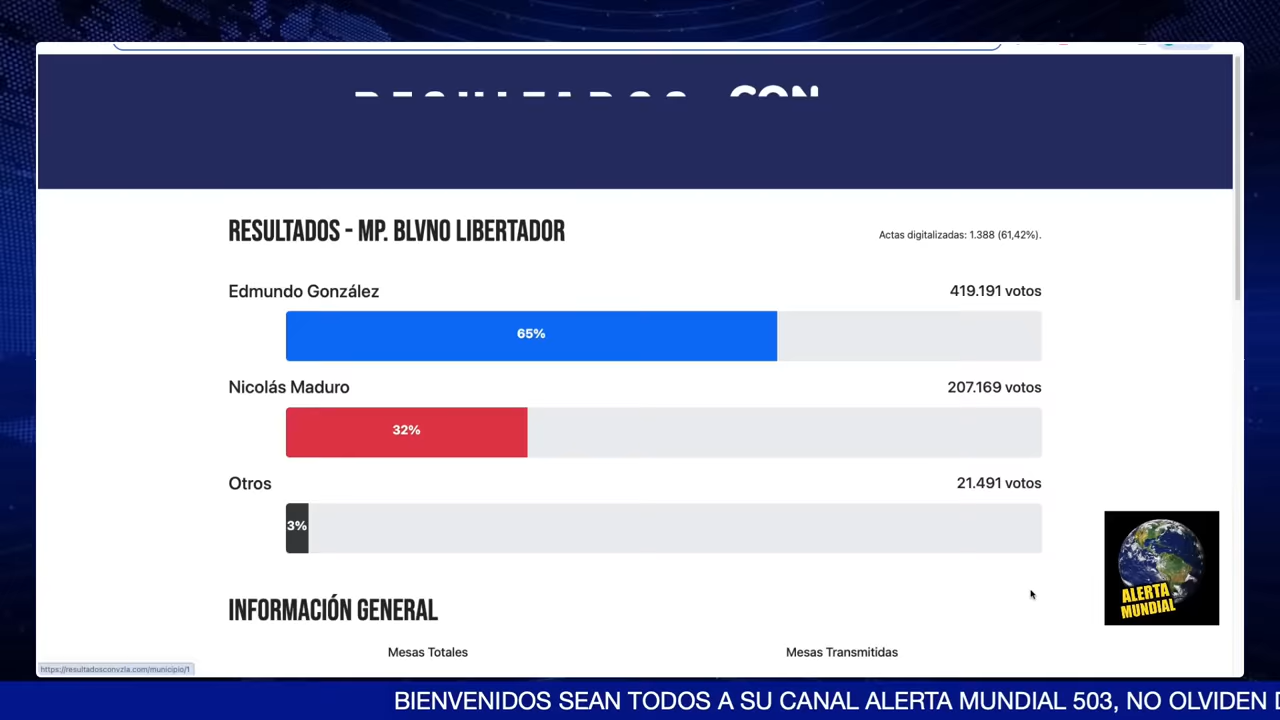 RESULTADOS CON
RESULTADOS - MP. BLVNO LIBERTADOR
Actas digitalizadas: 1.388 (61,42%).
Edmundo González
419.191 votos
65%
Nicolás Maduro
207.169 votos
32%
Otros
21.491 votos
3%
INFORMACIÓN GENERAL
Mesas Totales
Mesas Transmitidas
ALERTA
MUNDIAL
https://resultadosconvzla.com/municipio/1
BIENVENIDOS SEAN TODOS A SU CANAL ALERTA MUNDIAL 503, NO OLVIDEN